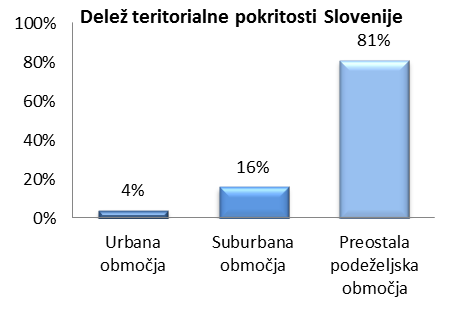 Delež teritorialne pokritosti Slovenije
100%
80%
60%
40%
20%
0%
4%
16%
81%
Urbana
območja
Suburbana
območja
Preostala
podeželjska
območja